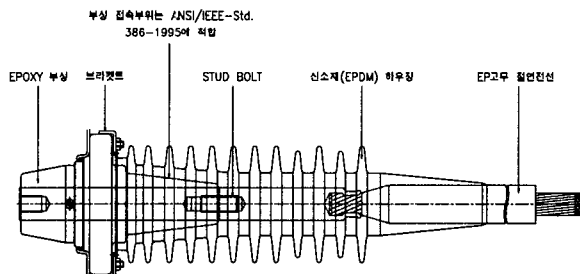 부싱 접속부위는 ANSI/IEEE-Std.
386-1995에 적합
EPOXY 부싱
브라켓트
STUD BOLT
신소재(EPDM) 하우징
EP고무 절연전선